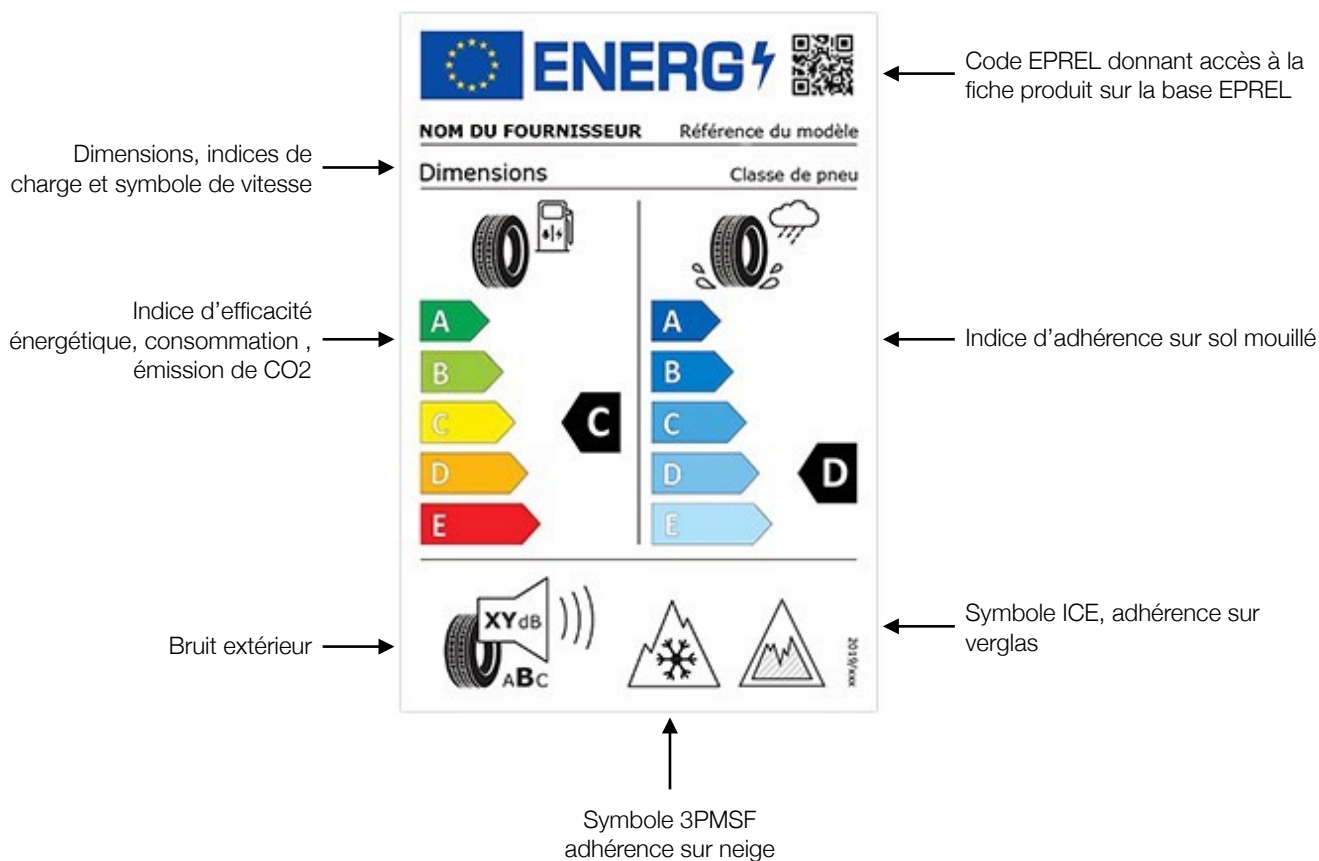 ENERG
Code EPREL donnant accès à la
fiche produit sur la base EPREL
NOM DU FOURNISSEUR Référence du modèle
Dimensions, indices de
charge et symbole de vitesse
Dimensions Classe de pneu
Indice d’efficacité
énergétique, consommation ,
émission de CO2
A
B
C
D
E
C
A
B
C
D
E
D
Indice d’adhérence sur sol mouillé
Bruit extérieur
XY dB
ABC
2019/xxx
Symbole ICE, adhérence sur
verglas
Symbole 3PMSF
adhérence sur neige